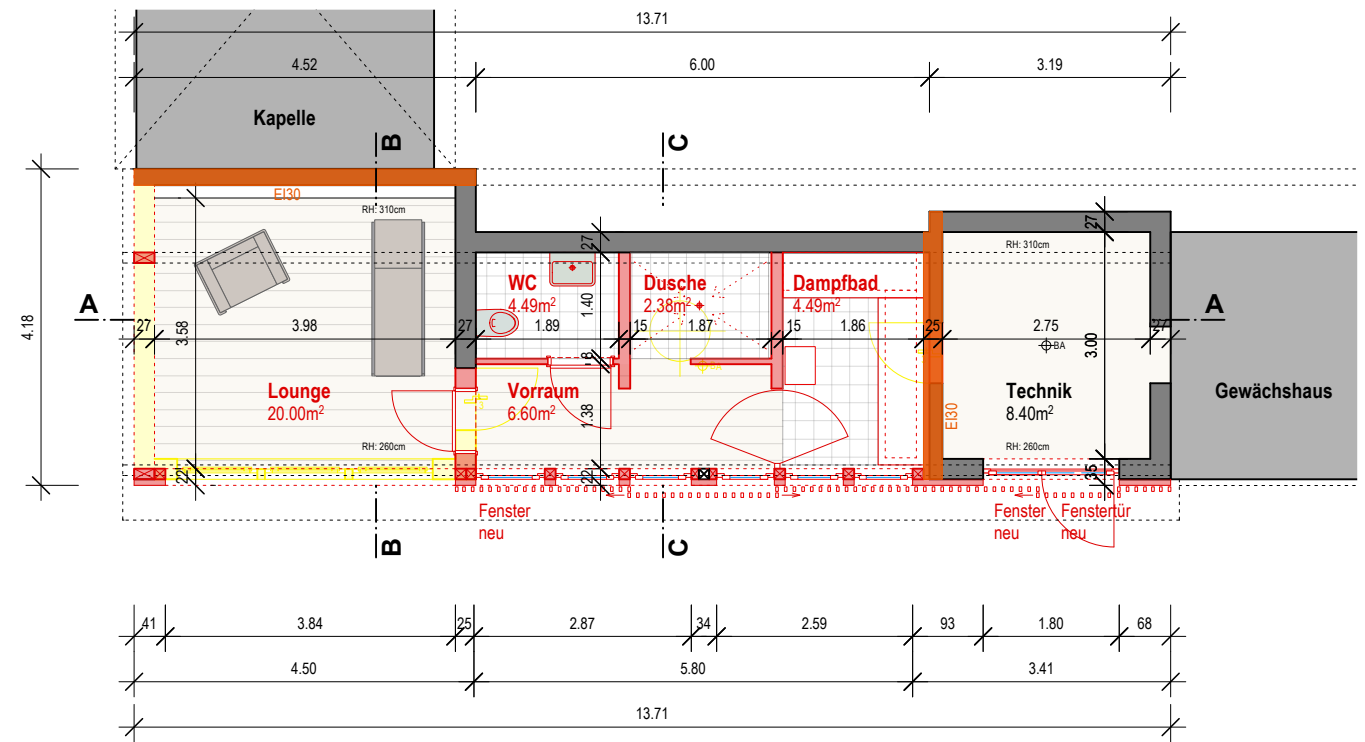 13.71
4.52
6.00
3.19
Kapelle
B
C
EI30
RH: 310cm
RH: 310cm
27
27
WC
4.49m²
Dusche
2.38m²
Dampfbad
4.49m²
A
A
4.18
1.40
27
3.98
27
1.89
15
1.87
15
1.86
25
2.75
27
3.58
8
BA
BA
3.00
Lounge
20.00m²
Vorraum
6.60m²
Technik
8.40m²
Gewächshaus
1.38
EI30
RH: 260cm
RH: 260cm
22
22
35
Fenster
neu
Fenster
neu
Fenstertür
neu
B
C
41
3.84
25
2.87
34
2.59
93
1.80
68
4.50
5.80
3.41
13.71